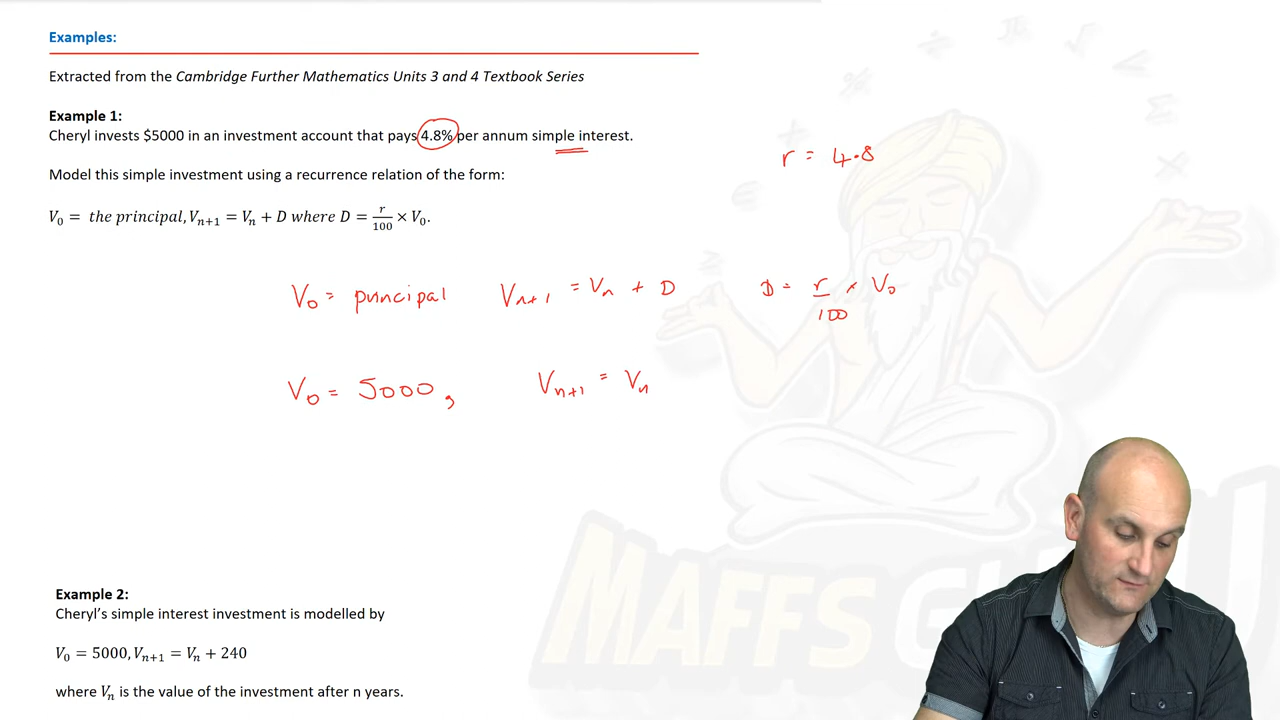 Examples:
Extracted from the Cambridge Further Mathematics Units 3 and 4 Textbook Series
Example 1:
Cheryl invests $5000 in an investment account that pays 4.8% per annum simple interest.
r = 4.8
Model this simple investment using a recurrence relation of the form:
V₀ = the principal, Vₙ₊₁ = Vₙ + D where D = r/100 × V₀.
V₀ = principal Vₙ₊₁ = Vₙ + D D = r/100 × V₀
V₀ = 5000, Vₙ₊₁ = Vₙ
MAFFS GURU
Example 2:
Cheryl’s simple interest investment is modelled by
V₀ = 5000, Vₙ₊₁ = Vₙ + 240
where Vₙ is the value of the investment after n years.